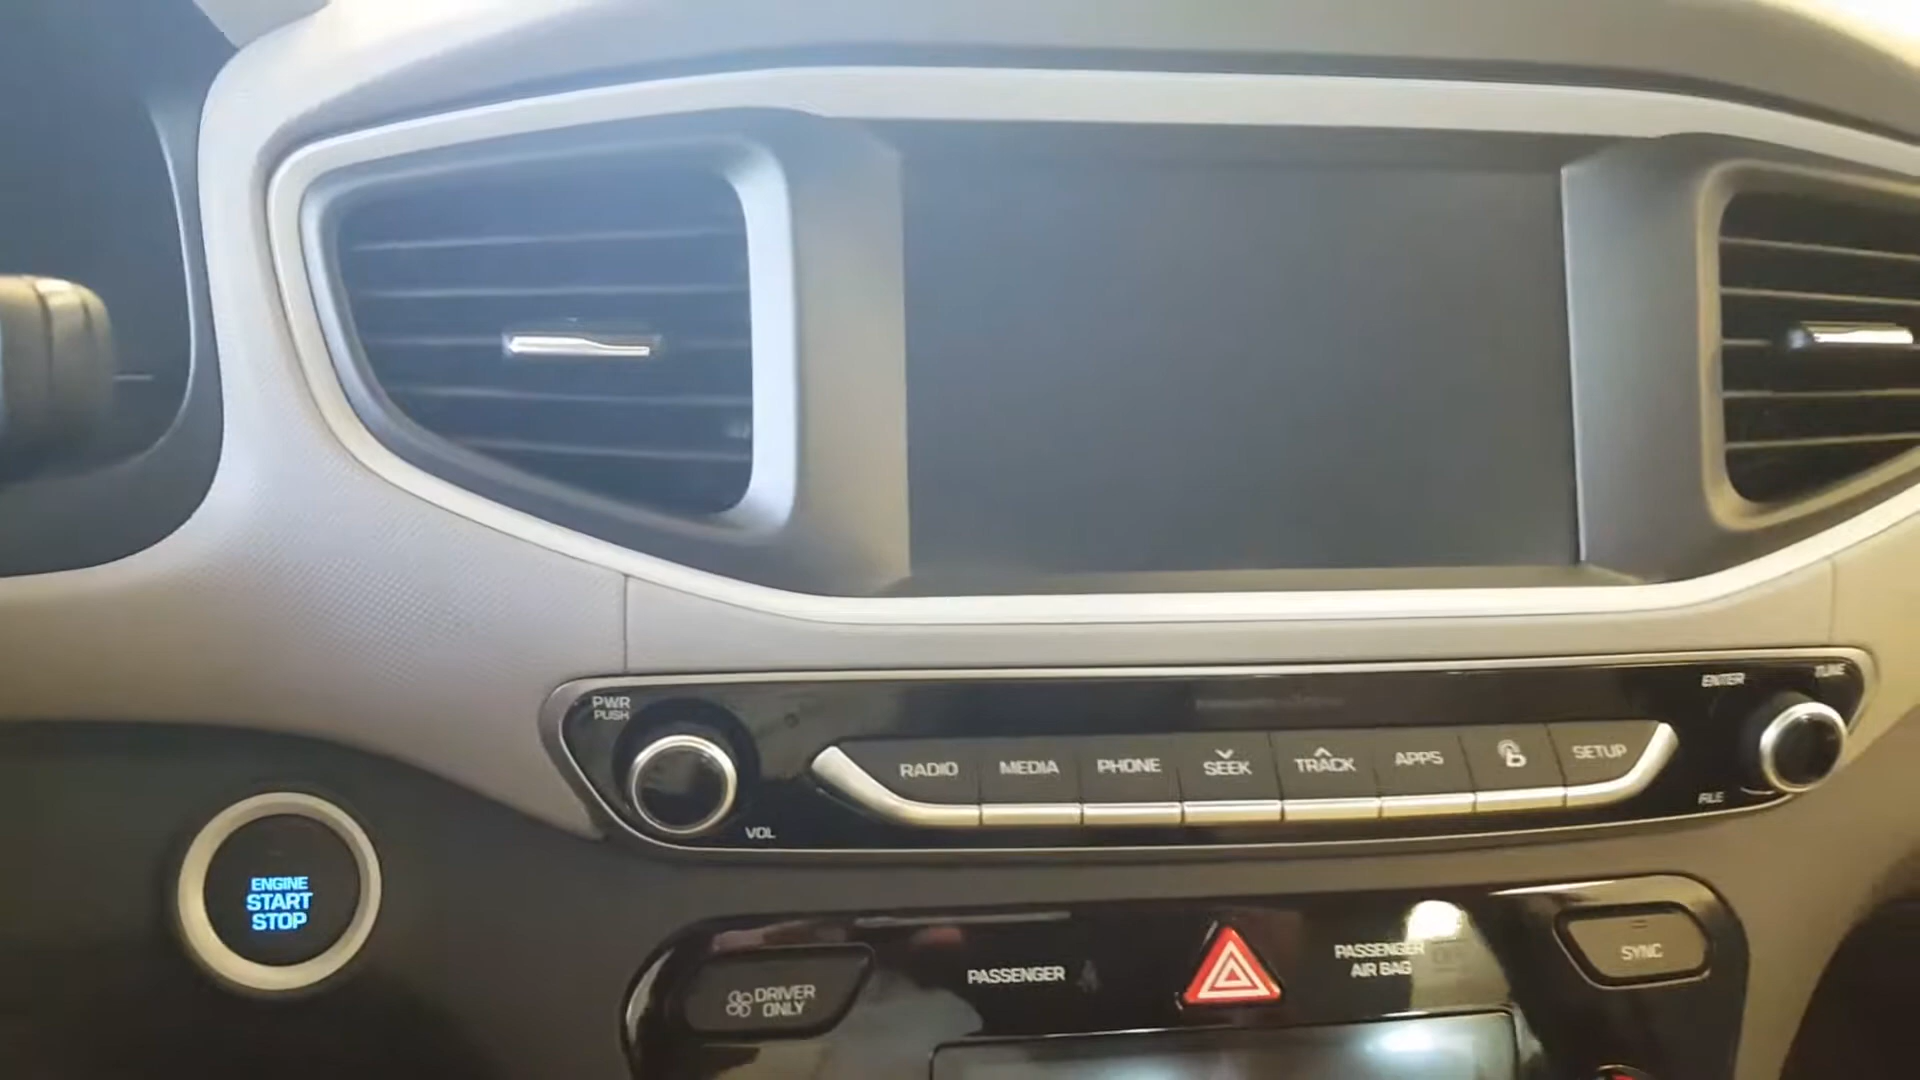 PWR
PUSH
VOL
RADIO
MEDIA
PHONE
SEEK
TRACK
APPS
SETUP
ENTER
TUNE
FILE
ENGINE
START
STOP
DRIVER
ONLY
PASSENGER
PASSENGER
AIR BAG
OFF
SYNC